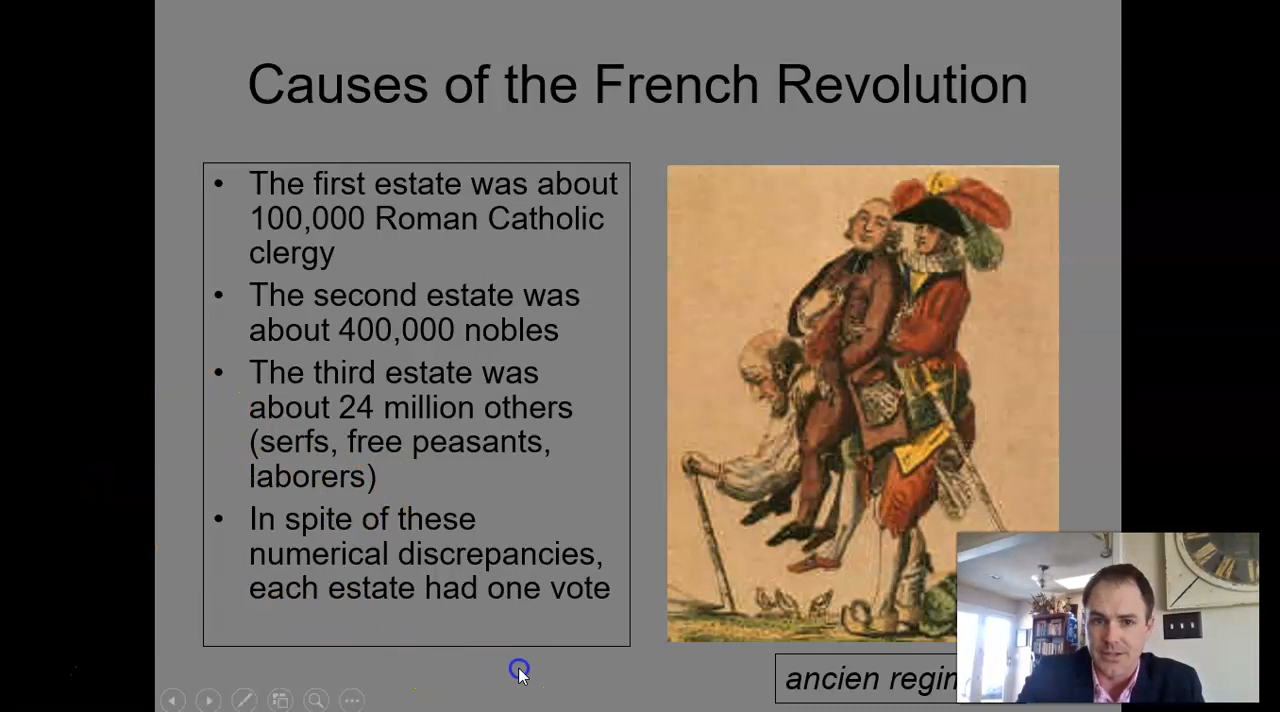 Causes of the French Revolution
• The first estate was about
100,000 Roman Catholic
clergy
• The second estate was
about 400,000 nobles
• The third estate was
about 24 million others
(serfs, free peasants,
laborers)
• In spite of these
numerical discrepancies,
each estate had one vote
ancien